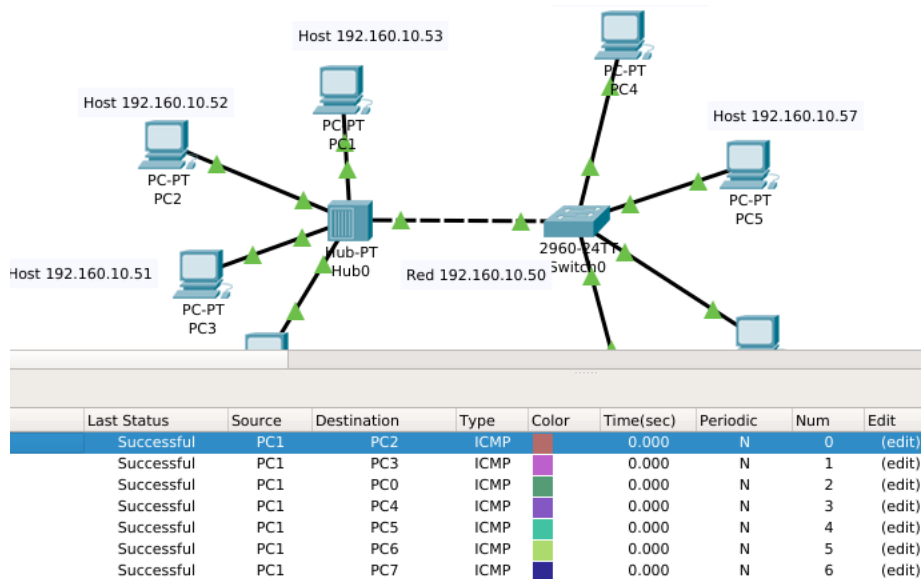 Host 192.160.10.53
PC-PT
PC4
Host 192.160.10.52
Host 192.160.10.57
PC-PT
PC1
PC-PT
PC2
PC-PT
PC5
Hub-PT
Hub0
2960-24TT
Switch0
Host 192.160.10.51
Red 192.160.10.50
PC-PT
PC3
Last Status Source Destination Type Color Time(sec) Periodic Num Edit
Successful PC1 PC2 ICMP 0.000 N 0 (edit)
Successful PC1 PC3 ICMP 0.000 N 1 (edit)
Successful PC1 PC0 ICMP 0.000 N 2 (edit)
Successful PC1 PC4 ICMP 0.000 N 3 (edit)
Successful PC1 PC5 ICMP 0.000 N 4 (edit)
Successful PC1 PC6 ICMP 0.000 N 5 (edit)
Successful PC1 PC7 ICMP 0.000 N 6 (edit)